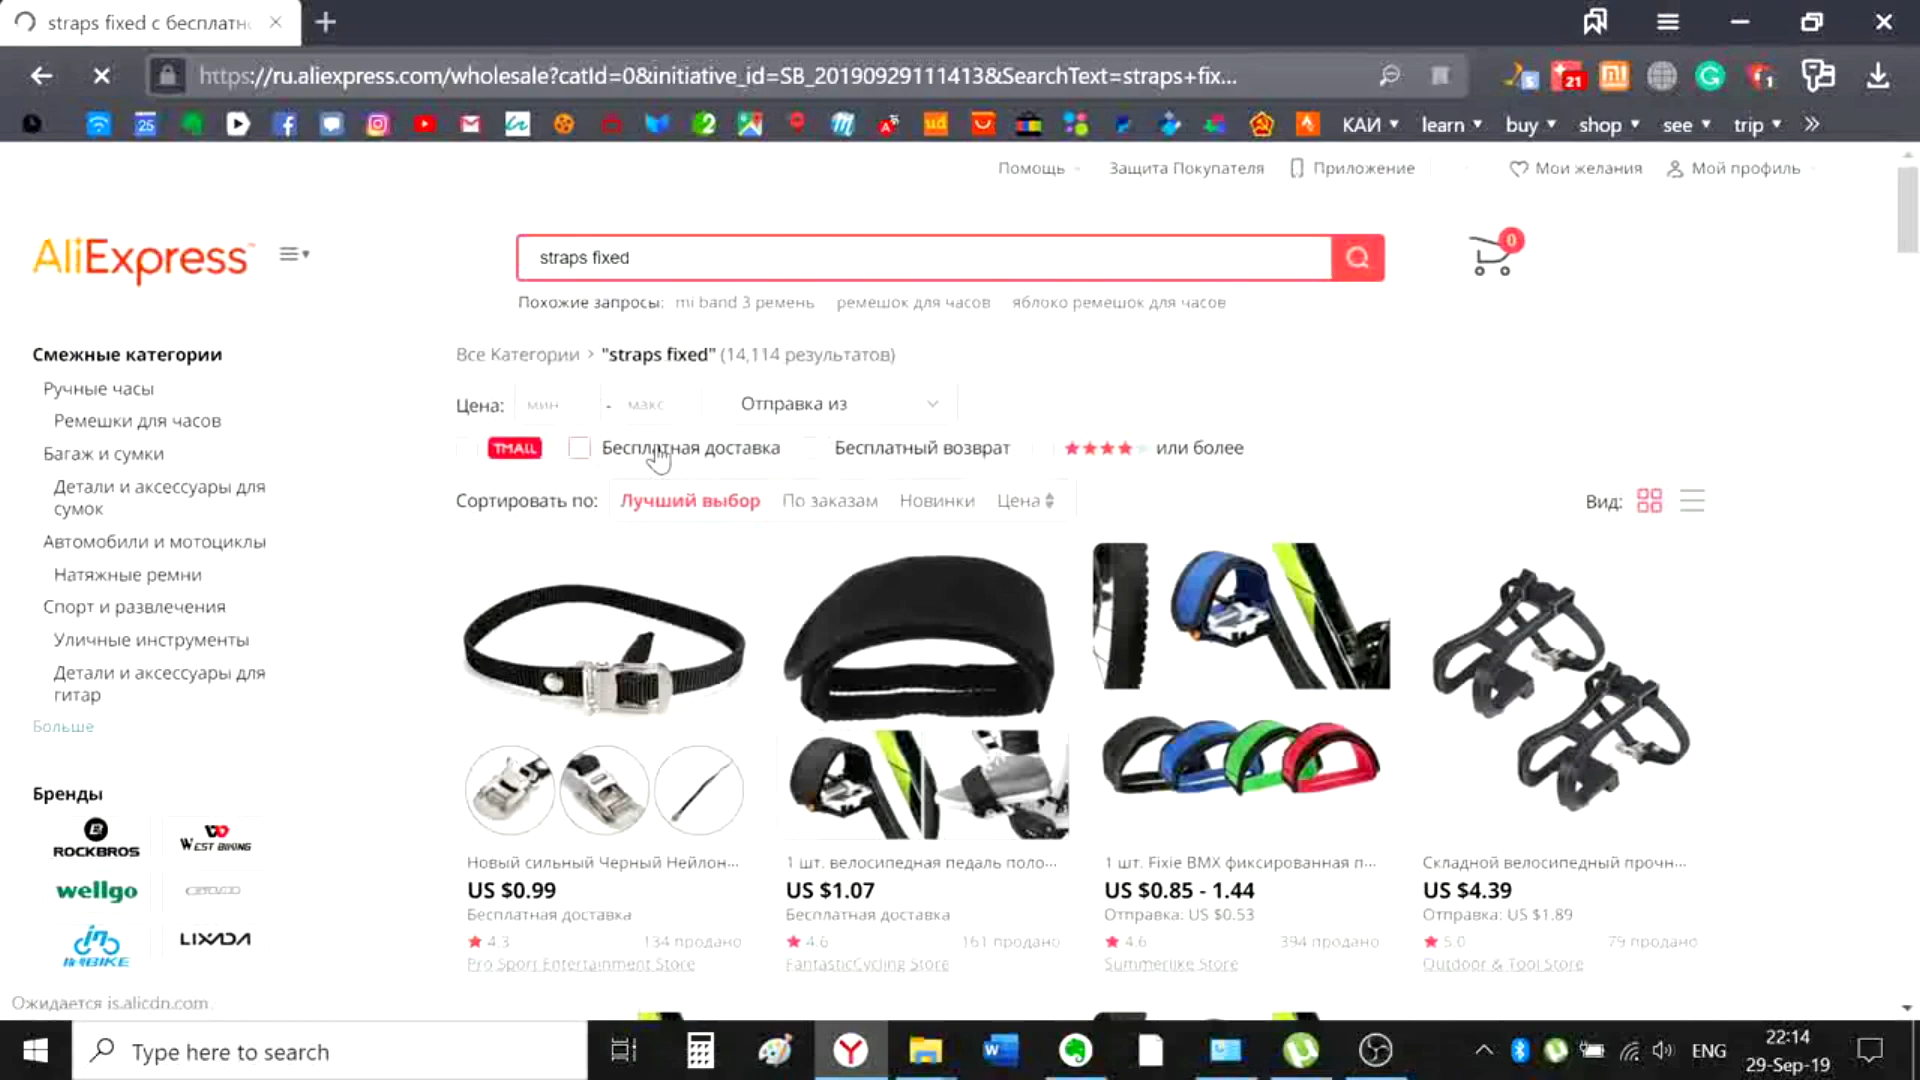 straps fixed с бесплатн
https://ru.aliexpress.com/wholesale?catId=0&initiative_id=SB_20190929111413&SearchText=straps+fix...
21
1
25
КАИ learn buy shop see trip
Помощь Защита Покупателя Приложение Мои желания Мой профиль
AliExpress
straps fixed
0
Похожие запросы: mi band 3 ремень ремешок для часов яблоко ремешок для часов
Смежные категории
Ручные часы
Ремешки для часов
Багаж и сумки
Детали и аксессуары для
сумок
Автомобили и мотоциклы
Натяжные ремни
Спорт и развлечения
Уличные инструменты
Детали и аксессуары для
гитар
Больше
Бренды
ROCKBROS
WEST BIKING
wellgo
LIXADA
Все Категории > "straps fixed" (14,114 результатов)
Цена: мин - макс Отправка из
TMALL Бесплатная доставка Бесплатный возврат или более
Сортировать по: Лучший выбор По заказам Новинки Цена
Вид:
Новый сильный Черный Нейлон...
US $0.99
Бесплатная доставка
4.3 134 продано
Pro Sport Entertainment Store
1 шт. велосипедная педаль поло...
US $1.07
Бесплатная доставка
4.6 161 продано
FantasticCycling Store
1 шт. Fixie BMX фиксированная п...
US $0.85 - 1.44
Отправка: US $0.53
4.6 394 продано
Summerlike Store
Складной велосипедный прочн...
US $4.39
Отправка: US $1.89
5.0 79 продано
Outdoor & Tool Store
Ожидается is.alicdn.com.
Type here to search
ENG
22:14
29-Sep-19